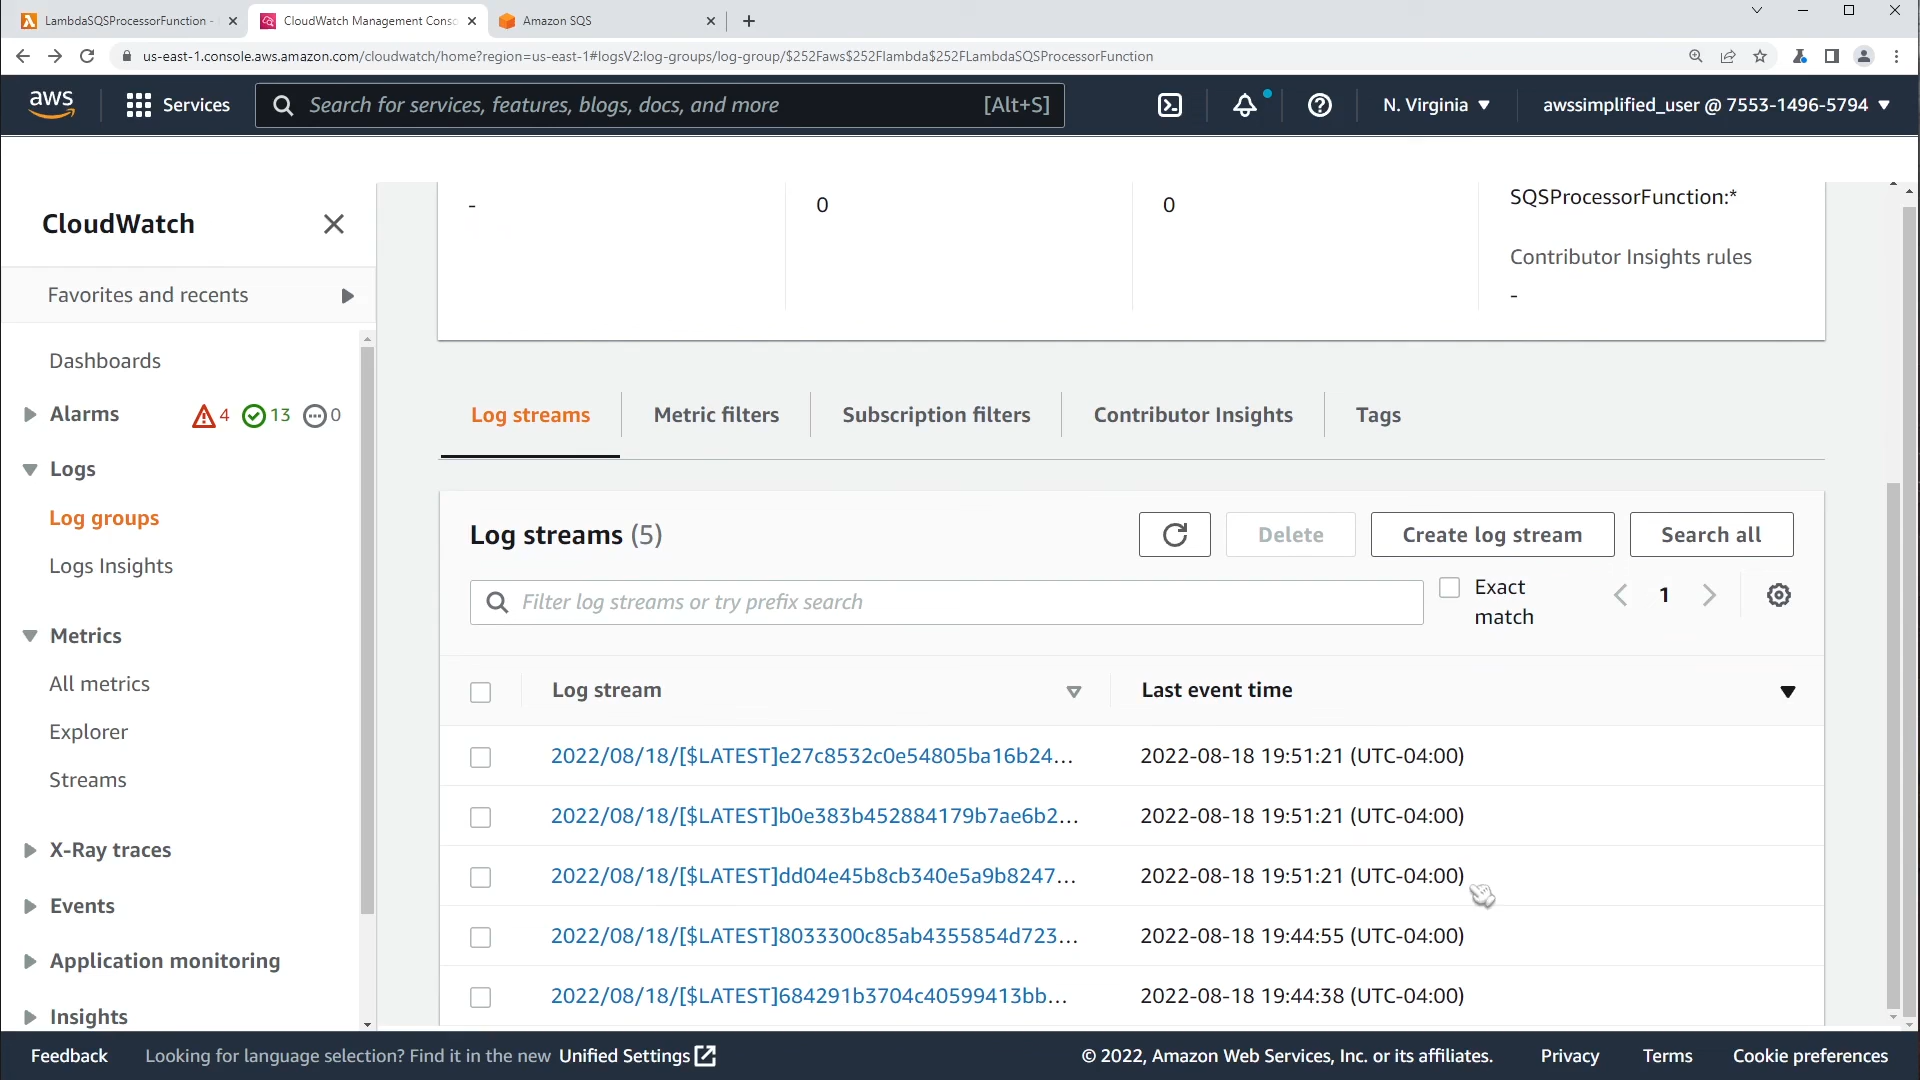 LambdaSQSProcessorFunction -
CloudWatch Management Conso
Amazon SQS
us-east-1.console.aws.amazon.com/cloudwatch/home?region=us-east-1#logsV2:log-groups/log-group/$252Faws$252Flambda$252FLambdaSQSProcessorFunction
aws
Services
Search for services, features, blogs, docs, and more
[Alt+S]
N. Virginia
awssimplified_user @ 7553-1496-5794
CloudWatch
Favorites and recents
Dashboards
Alarms 4 13 0
Logs
Log groups
Logs Insights
Metrics
All metrics
Explorer
Streams
X-Ray traces
Events
Application monitoring
Insights
-
0
0
SQSProcessorFunction:*
Contributor Insights rules
-
Log streams
Metric filters
Subscription filters
Contributor Insights
Tags
Log streams (5)
Delete
Create log stream
Search all
Filter log streams or try prefix search
Exact
match
1
Log stream
Last event time
2022/08/18/[$LATEST]e27c8532c0e54805ba16b24... 2022-08-18 19:51:21 (UTC-04:00)
2022/08/18/[$LATEST]b0e383b452884179b7ae6b2... 2022-08-18 19:51:21 (UTC-04:00)
2022/08/18/[$LATEST]dd04e45b8cb340e5a9b8247... 2022-08-18 19:51:21 (UTC-04:00)
2022/08/18/[$LATEST]8033300c85ab4355854d723... 2022-08-18 19:44:55 (UTC-04:00)
2022/08/18/[$LATEST]684291b3704c40599413bb... 2022-08-18 19:44:38 (UTC-04:00)
Feedback
Looking for language selection? Find it in the new Unified Settings
© 2022, Amazon Web Services, Inc. or its affiliates.
Privacy
Terms
Cookie preferences